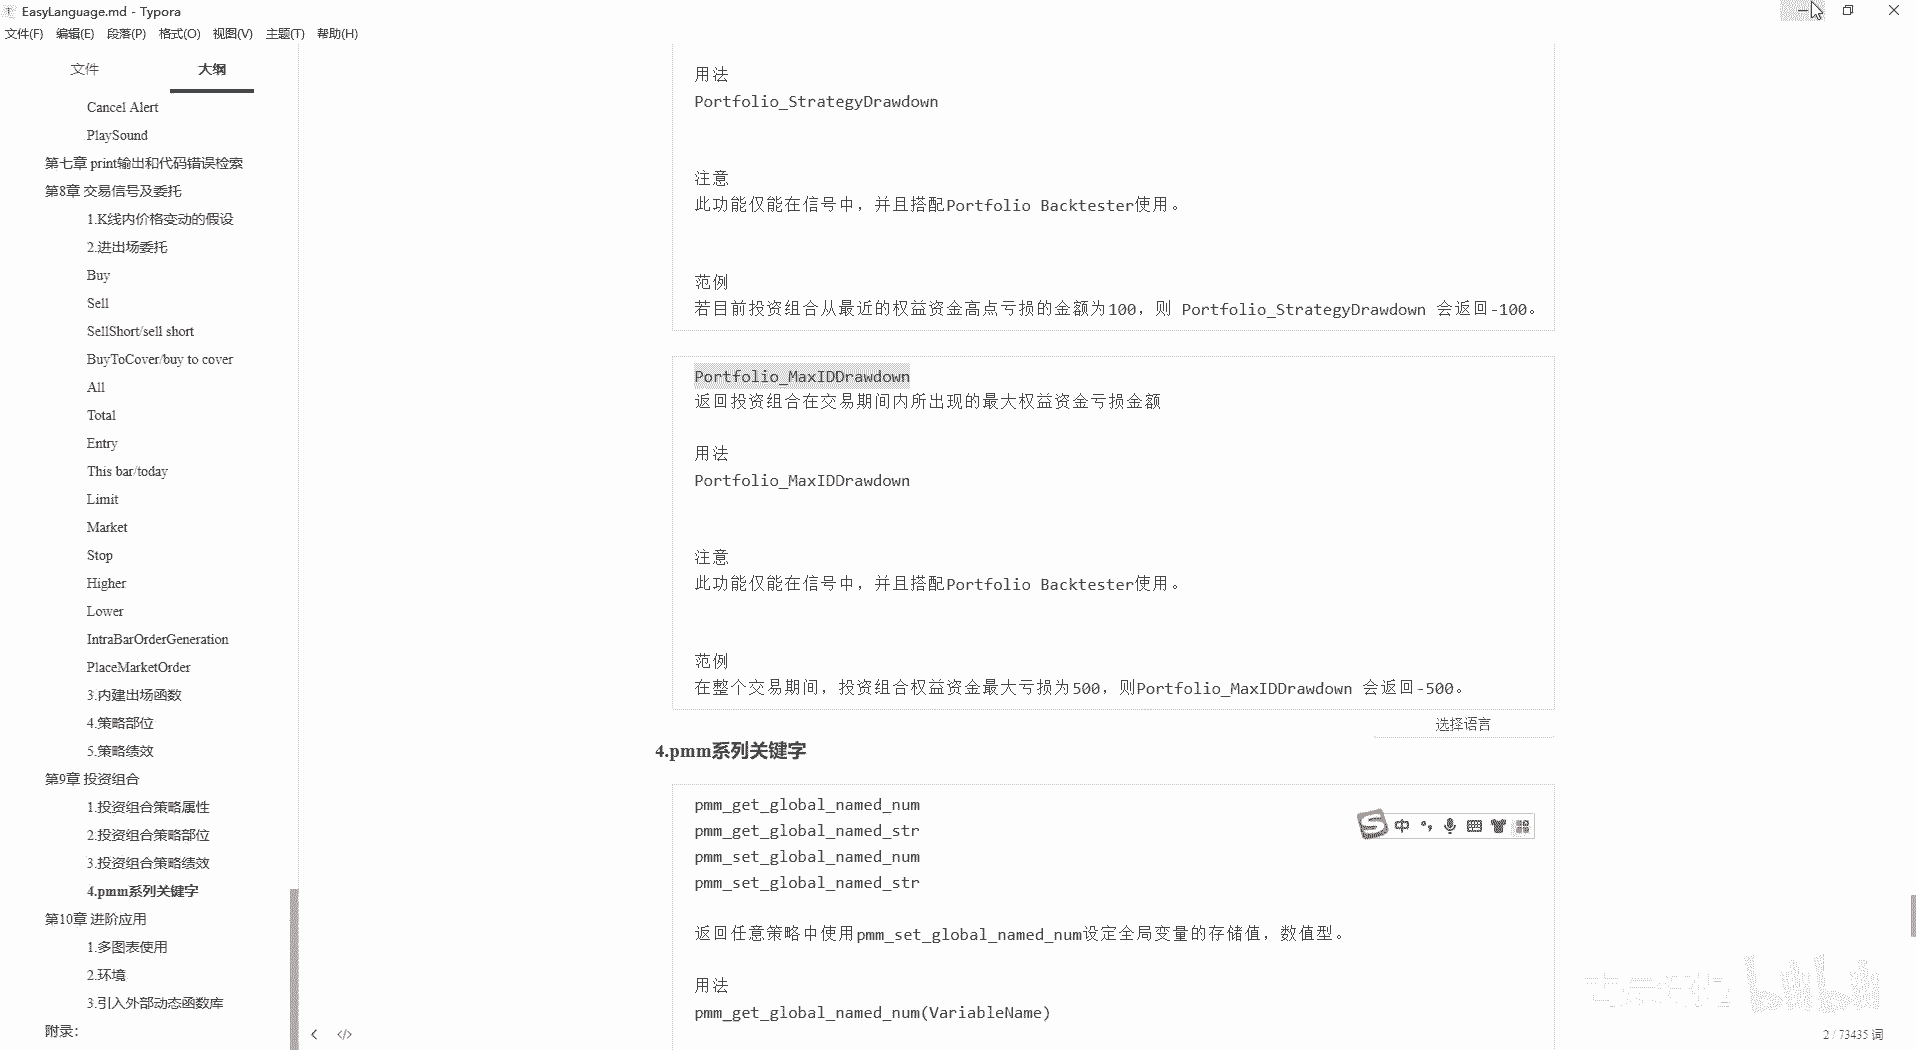 EasyLanguage.md - Typora
文件(F) 编辑(E) 段落(P) 格式(O) 视图(V) 主题(T) 帮助(H)
文件 大纲
Cancel Alert
PlaySound
第七章 print输出和代码错误检索
第8章 交易信号及委托
1.K线内价格变动的假设
2.进出场委托
Buy
Sell
SellShort/sell short
BuyToCover/buy to cover
All
Total
Entry
This bar/today
Limit
Market
Stop
Higher
Lower
IntraBarOrderGeneration
PlaceMarketOrder
3.内建出场函数
4.策略部位
5.策略绩效
第9章 投资组合
1.投资组合策略属性
2.投资组合策略部位
3.投资组合策略绩效
4.pmm系列关键字
第10章 进阶应用
1.多图表使用
2.环境
3.引入外部动态函数库
附录：
用法
Portfolio_StrategyDrawdown
注意
此功能仅能在信号中，并且搭配Portfolio Backtester使用。
范例
若目前投资组合从最近的权益资金高点亏损的金额为100，则 Portfolio_StrategyDrawdown 会返回-100。
Portfolio_MaxIDDrawdown
返回投资组合在交易期间内所出现的最大权益资金亏损金额
用法
Portfolio_MaxIDDrawdown
注意
此功能仅能在信号中，并且搭配Portfolio Backtester使用。
范例
在整个交易期间，投资组合权益资金最大亏损为500，则Portfolio_MaxIDDrawdown 会返回-500。
选择语言
4.pmm系列关键字
pmm_get_global_named_num
pmm_get_global_named_str
pmm_set_global_named_num
pmm_set_global_named_str
返回任意策略中使用pmm_set_global_named_num设定全局变量的存储值，数值型。
用法
pmm_get_global_named_num(VariableName)
中
bilibili
2 / 73435 词